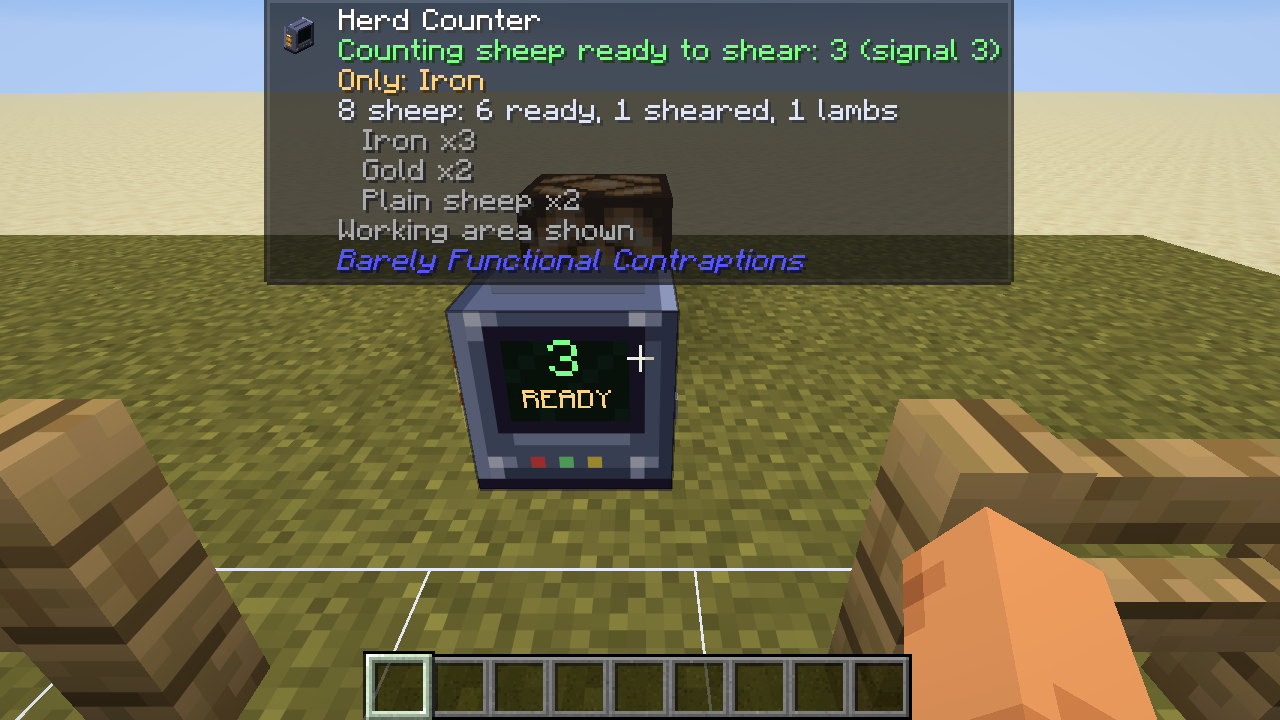 Herd Counter
Counting sheep ready to shear: 3 (signal 3)
Only: Iron
8 sheep: 6 ready, 1 sheared, 1 lambs
Iron x3
Gold x2
Plain sheep x2
Working area shown
Barely Functional Contraptions
3
READY